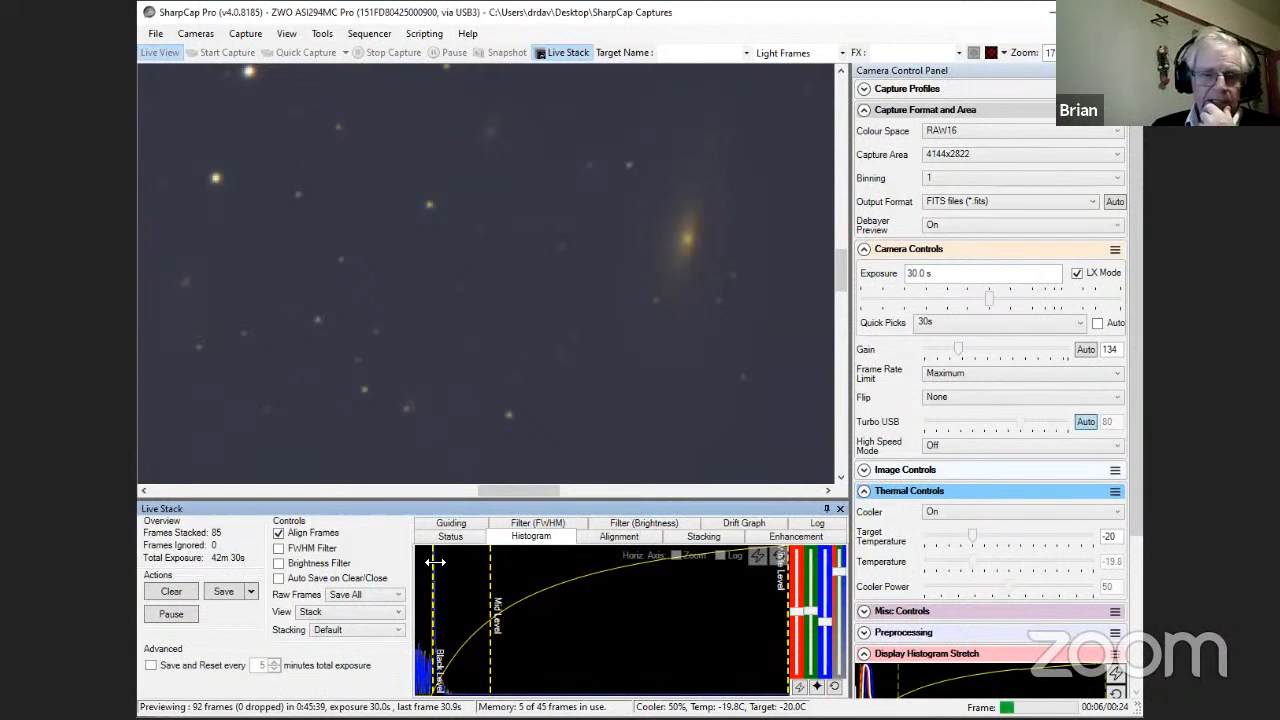 SharpCap Pro (v4.0.8185) - ZWO ASI294MC Pro (151FD80425000900, via USB3) - C:\Users\drdav\Desktop\SharpCap Captures
File View Capture Tools Sequencer Scripting Help
Live View Start Capture Quick Capture Stop Capture Pause Snapshot Live Stack Target Name : Light Frames FX : Zoom: 17
Brian
Camera Control Panel
Capture Profiles
Capture Format and Area
Colour Space RAW16
Capture Area 4144x2822
Binning 1
Output Format FITS files (*.fits) Auto
Debayer Preview On
Camera Controls
Exposure 30.0 s LX Mode
Quick Picks 30s Auto
Gain Auto 134
Frame Rate Limit Maximum
Flip None
Turbo USB Auto 80
High Speed Mode Off
Image Controls
Thermal Controls
Cooler On
Target Temperature -20
Temperature -19.8
Cooler Power 50
Misc Controls
Preprocessing
Display Histogram Stretch
Live Stack
Overview
Frames Stacked: 85
Frames Ignored: 0
Total Exposure: 42m30s
Actions
Clear Save
Pause
Advanced
Save and Reset every 5 minutes total exposure
Controls
Align Frames
FWHM Filter
Brightness Filter
Auto Save on Clear/Close
Raw Frames Save All
View Stack
Stacking Default
Guiding Filter (FWHM) Filter (Brightness) Drift Graph Log
Status Histogram Alignment Stacking Enhancement
Horiz. Axis: Zoom Log
Black Level
Mid Level
Previewing : 92 frames (0 dropped) in 0:45:39, exposure 30.0s, last frame 30.9s Memory: 5 of 45 frames in use. Cooler: 50%, Temp: -19.8C, Target: -20.0C Frame: 00:06/00:24
zoom